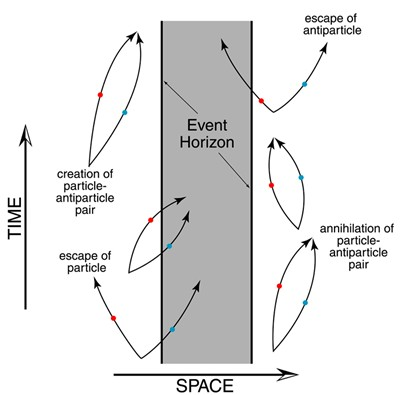 escape of
antiparticle
Event
Horizon
creation of
particle-
antiparticle
pair
TIME
escape of
particle
annihilation of
particle-
antiparticle
pair
SPACE